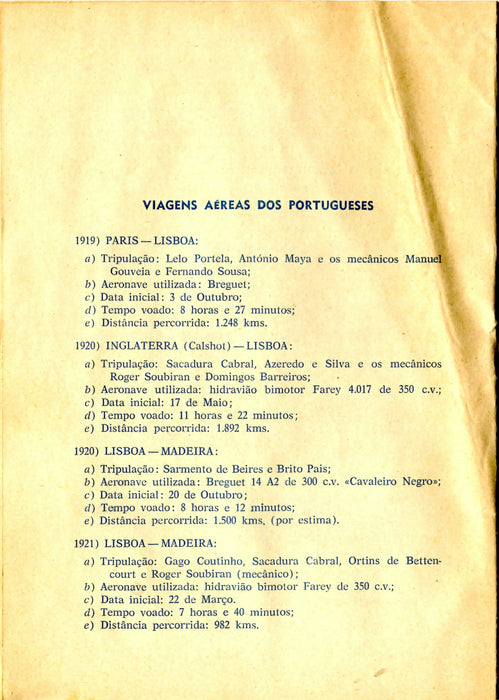 VIAGENS AÉREAS DOS PORTUGUESES
1919) PARIS — LISBOA:
a) Tripulação: Lelo Portela, António Maya e os mecânicos Manuel
Gouveia e Fernando Sousa;
b) Aeronave utilizada: Breguet;
c) Data inicial: 3 de Outubro;
d) Tempo voado: 8 horas e 27 minutos;
e) Distância percorrida: 1.248 kms.
1920) INGLATERRA (Calshot) — LISBOA:
a) Tripulação: Sacadura Cabral, Azeredo e Silva e os mecânicos
Roger Soubiran e Domingos Barreiros;
b) Aeronave utilizada: hidravião bimotor Farey 4.017 de 350 c.v.;
c) Data inicial: 17 de Maio;
d) Tempo voado: 11 horas e 22 minutos;
e) Distância percorrida: 1.892 kms.
1920) LISBOA — MADEIRA:
a) Tripulação: Sarmento de Beires e Brito Pais;
b) Aeronave utilizada: Breguet 14 A2 de 300 c.v. «Cavaleiro Negro»;
c) Data inicial: 20 de Outubro;
d) Tempo voado: 8 horas e 12 minutos;
e) Distância percorrida: 1.500 kms. (por estima).
1921) LISBOA — MADEIRA:
a) Tripulação: Gago Coutinho, Sacadura Cabral, Ortins de Betten-
court e Roger Soubiran (mecânico);
b) Aeronave utilizada: hidravião bimotor Farey de 350 c.v.;
c) Data inicial: 22 de Março.
d) Tempo voado: 7 horas e 40 minutos;
e) Distância percorrida: 982 kms.